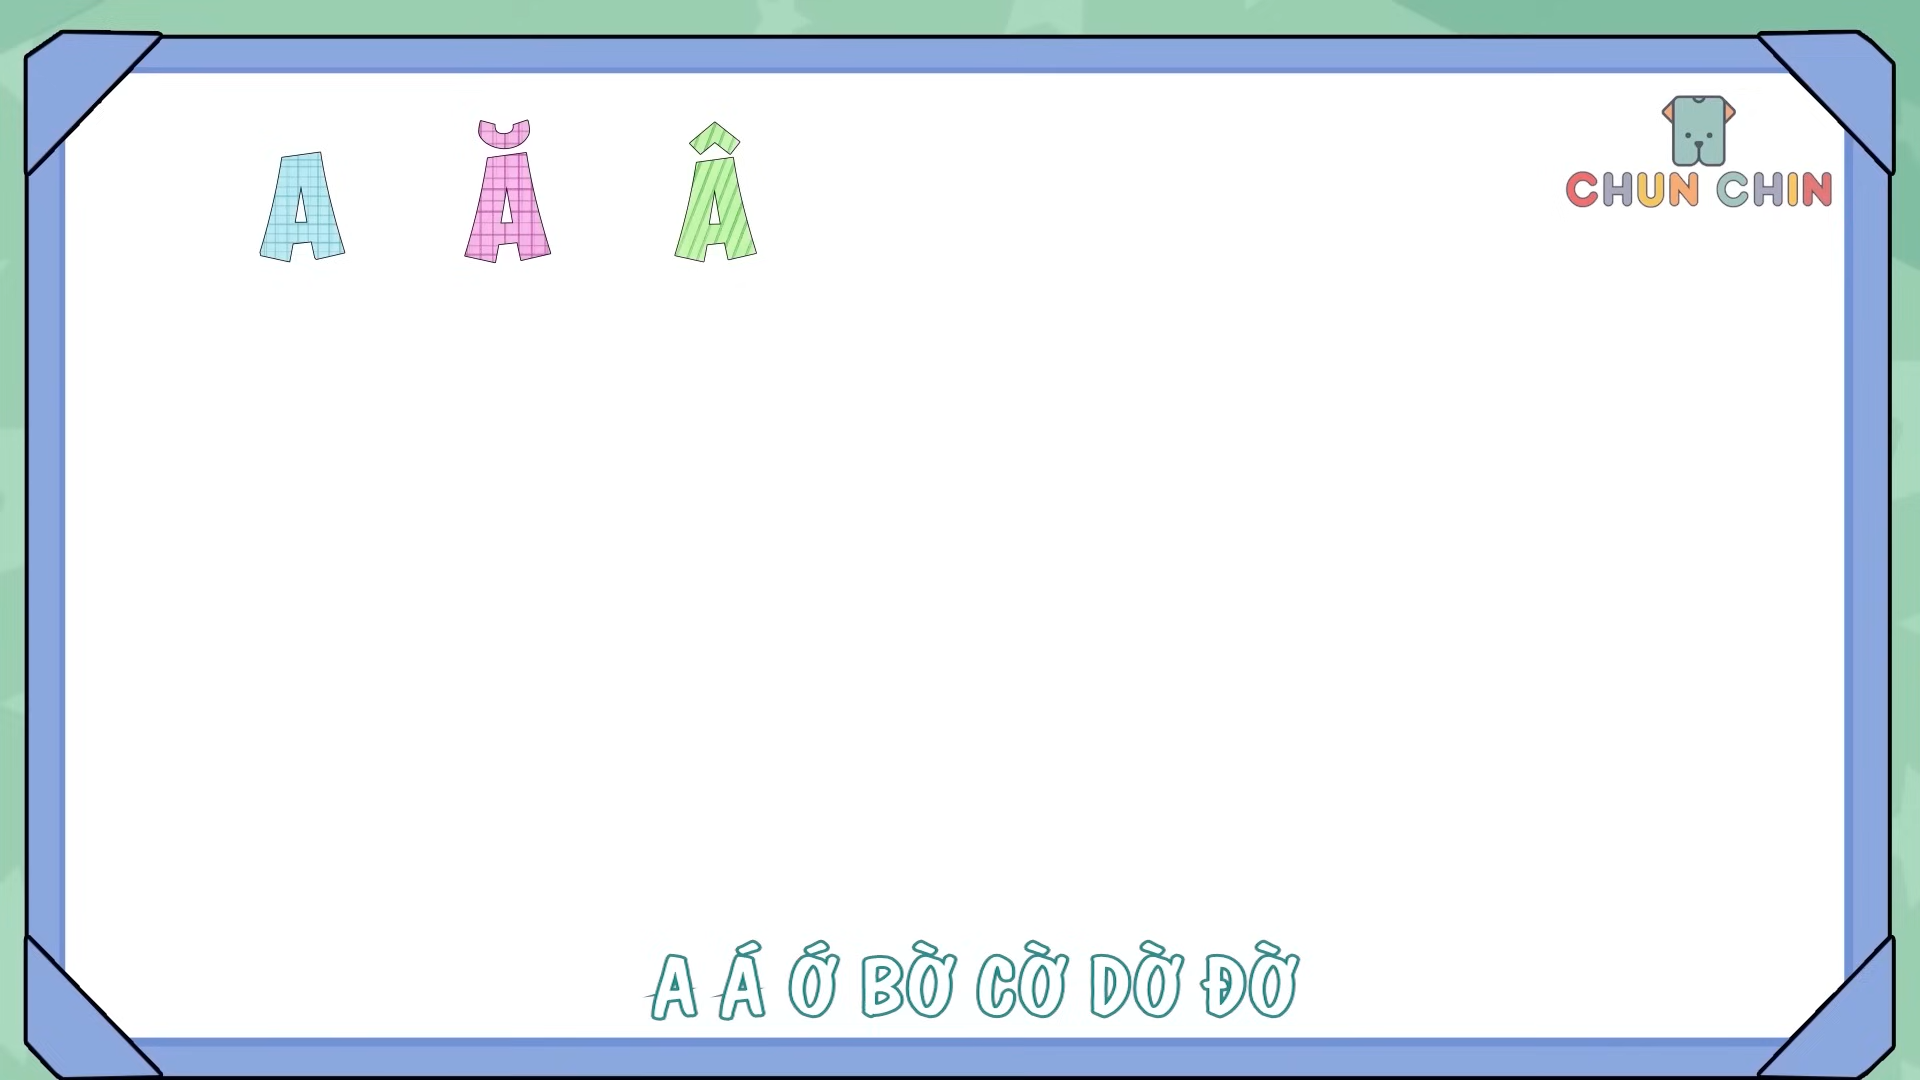 A Ă Â
CHUN CHIN
A Á Ớ BỜ CỜ DỜ ĐỜ